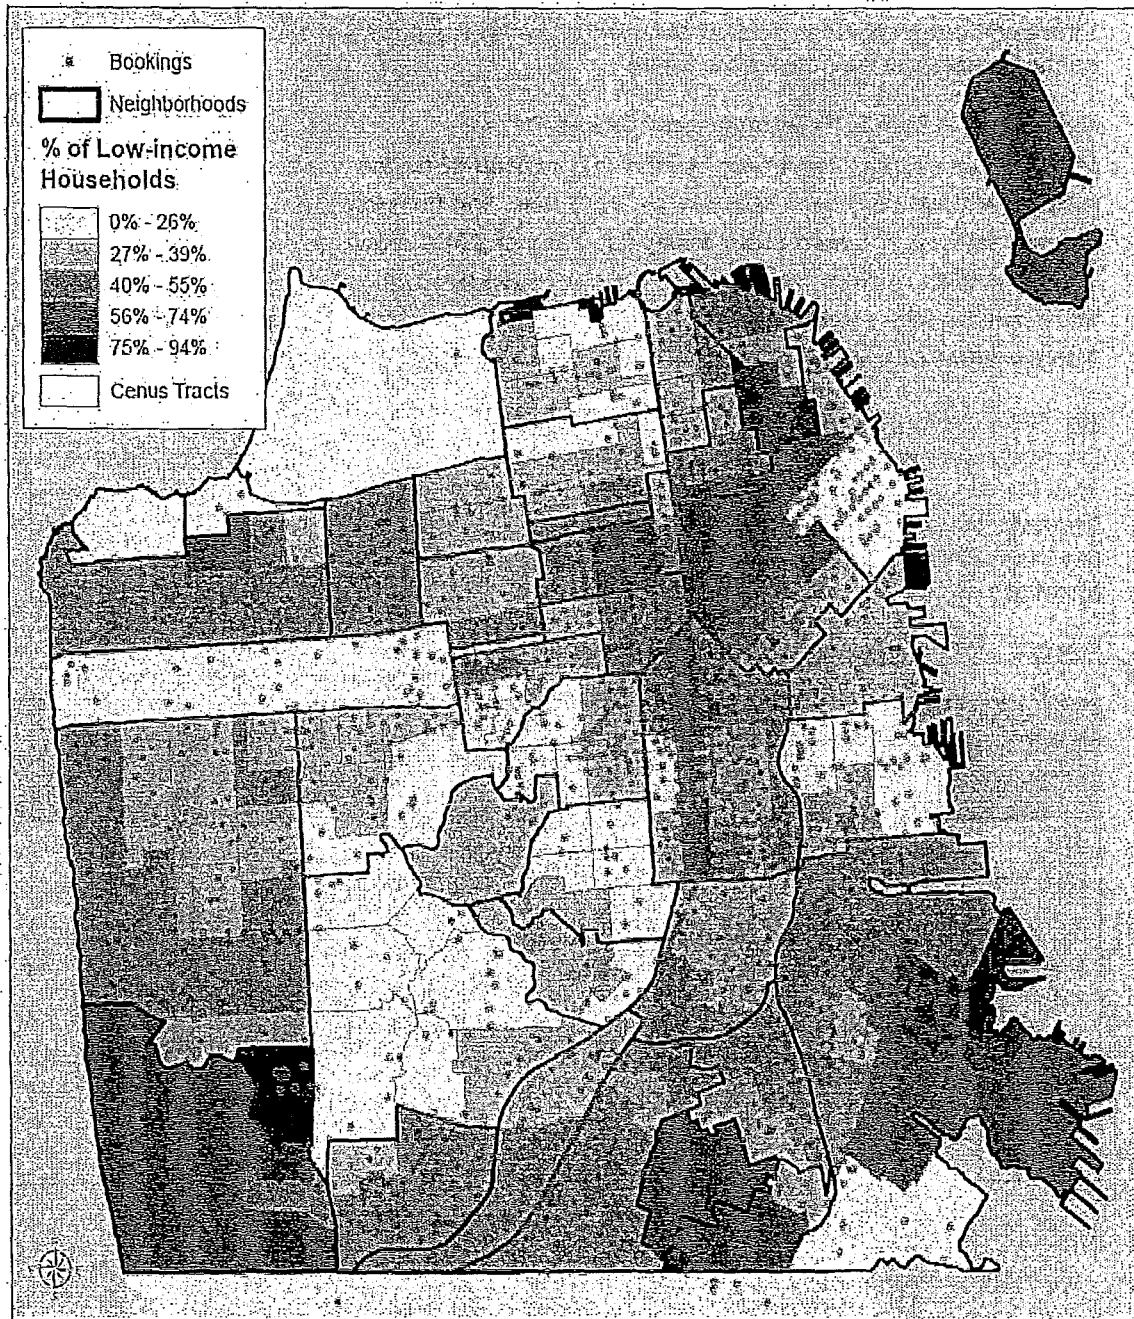 Bookings
Neighborhoods
% of Low-income
Households
0% - 26%
27% - 39%
40% - 55%
56% - 74%
75% - 94%
Cenus Tracts